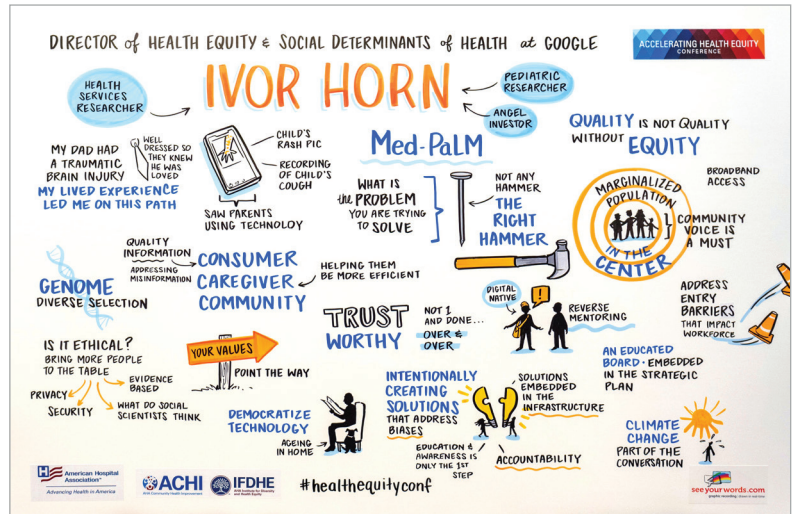 DIRECTOR of HEALTH EQUITY & SOCIAL DETERMINANTS of HEALTH at GOOGLE
ACCELERATING HEALTH EQUITY
CONFERENCE
IVOR HORN
HEALTH
SERVICES
RESEARCHER
PEDIATRIC
RESEARCHER
ANGEL
INVESTOR
MY DAD HAD
A TRAUMATIC
BRAIN INJURY
WELL
DRESSED SO
THEY KNEW
HE WAS
LOVED
MY LIVED EXPERIENCE
LED ME ON THIS PATH
CHILD'S
RASH PIC
RECORDING
OF CHILD'S
COUGH
SAW PARENTS
USING TECHNOLOY
Med-PaLM
WHAT IS
the PROBLEM
YOU ARE TRYING
TO SOLVE
NOT ANY
HAMMER
THE
RIGHT
HAMMER
QUALITY IS NOT QUALITY
WITHOUT EQUITY
MARGINALIZED
POPULATION
IN THE
CENTER
BROADBAND
ACCESS
COMMUNITY
VOICE IS
A MUST
GENOME
DIVERSE SELECTION
QUALITY
INFORMATION
ADDRESSING
MISINFORMATION
CONSUMER
CAREGIVER
COMMUNITY
HELPING THEM
BE MORE EFFICIENT
TRUST
WORTHY
NOT 1
AND DONE...
OVER &
OVER
DIGITAL
NATIVE
!
REVERSE
MENTORING
ADDRESS
ENTRY
BARRIERS
THAT IMPACT
WORKFORCE
IS IT ETHICAL?
BRING MORE PEOPLE
TO THE TABLE
PRIVACY
SECURITY
EVIDENCE
BASED
WHAT DO SOCIAL
SCIENTISTS THINK
YOUR VALUES
POINT THE WAY
DEMOCRATIZE
TECHNOLOGY
AGEING
IN HOME
INTENTIONALLY
CREATING
SOLUTIONS
THAT ADDRESS
BIASES
EDUCATION &
AWARENESS IS
ONLY THE 1ST
STEP
SOLUTIONS
EMBEDDED
IN THE
INFRASTRUCTURE
ACCOUNTABILITY
AN EDUCATED
BOARD · EMBEDDED
IN THE STRATEGIC
PLAN
CLIMATE
CHANGE
PART OF THE
CONVERSATION
American Hospital
Association
Advancing Health in America
ACHI
IFDHE
#healthequityconf
seeyourwords.com